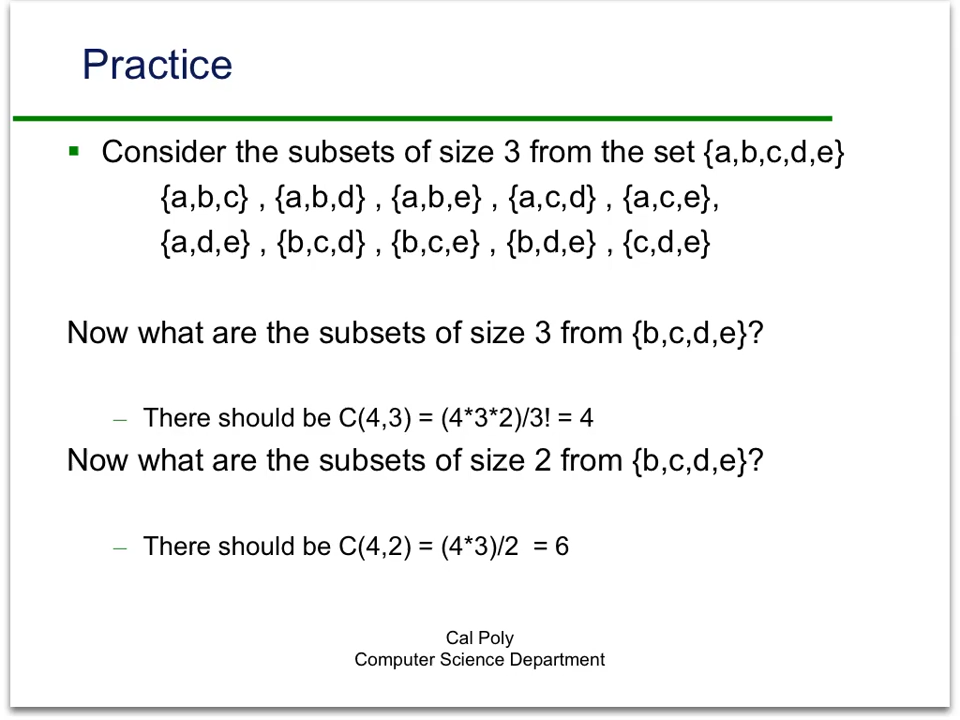 Practice
▪ Consider the subsets of size 3 from the set {a,b,c,d,e}
{a,b,c} , {a,b,d} , {a,b,e} , {a,c,d} , {a,c,e},
{a,d,e} , {b,c,d} , {b,c,e} , {b,d,e} , {c,d,e}
Now what are the subsets of size 3 from {b,c,d,e}?
– There should be C(4,3) = (4*3*2)/3! = 4
Now what are the subsets of size 2 from {b,c,d,e}?
– There should be C(4,2) = (4*3)/2 = 6
Cal Poly
Computer Science Department